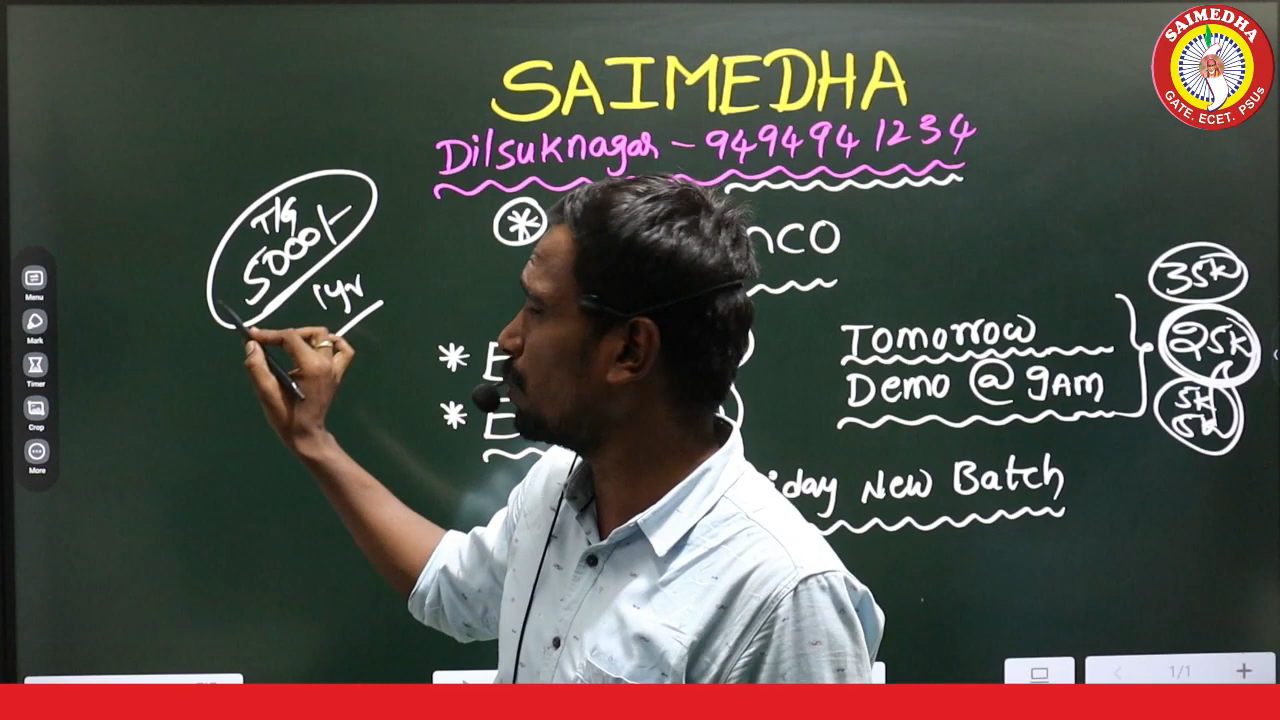 SAIMEDHA
GATE. ECET. PSUs
SAIMEDHA
Dilsuknagar - 9494941234
T/G
5000/-
1yr
*
nco
* E
* E
Tomorrow
Demo @ 9AM
35K
25K
5K
iday New Batch
Menu
Mark
Timer
Crop
More
1/1